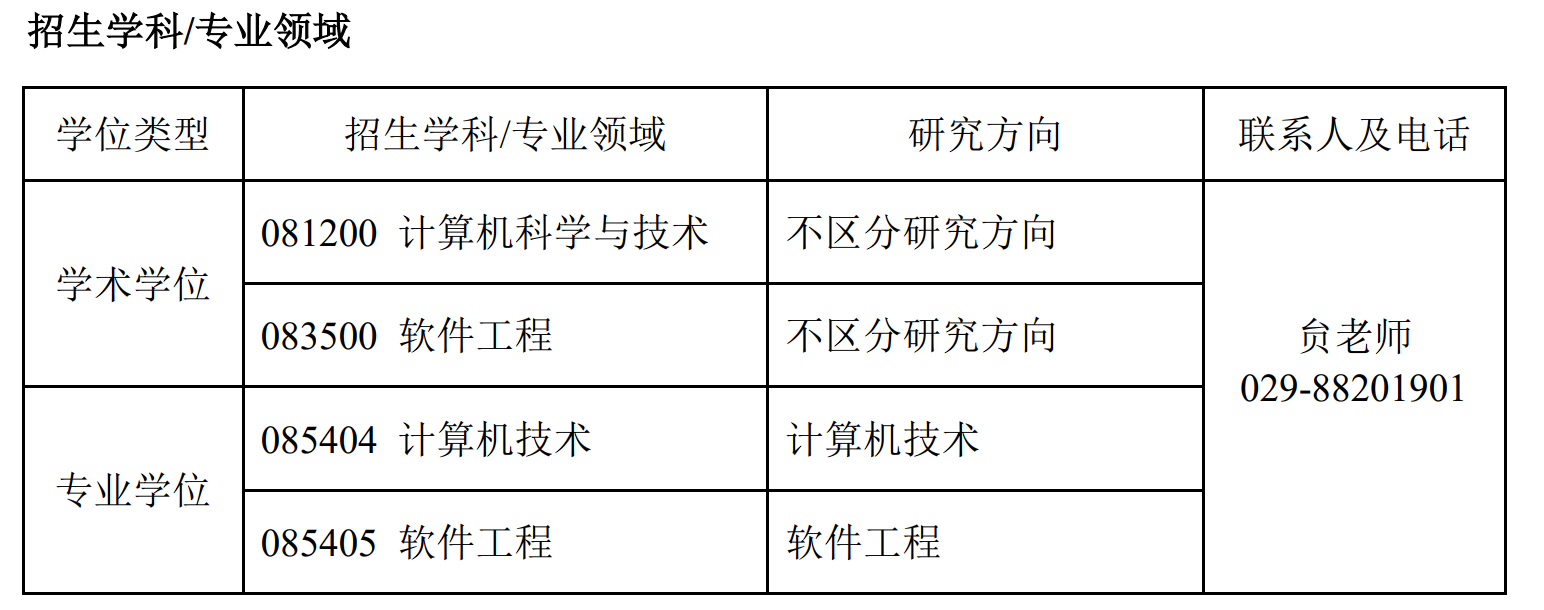 招生学科/专业领域
学位类型 招生学科/专业领域 研究方向 联系人及电话
学术学位 081200 计算机科学与技术 不区分研究方向 贠老师 029-88201901
083500 软件工程 不区分研究方向
专业学位 085404 计算机技术 计算机技术
085405 软件工程 软件工程